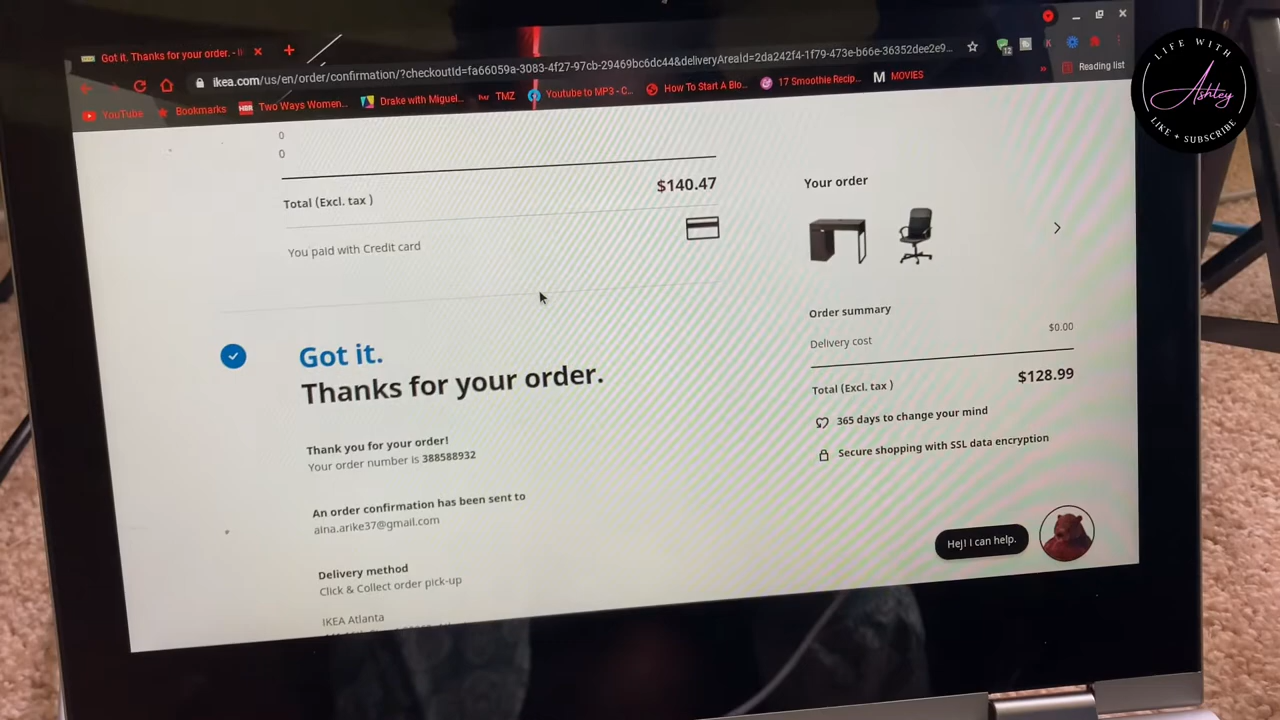 Got it. Thanks for your order. - I
ikea.com/us/en/order/confirmation/?checkoutId=fa66059a-3083-4f27-97cb-29469bc6dc44&deliveryAreaId=2da242f4-1f79-473e-b66e-36352dee2e9...
YouTube
Bookmarks
Two Ways Women...
Drake with Miguel...
TMZ
Youtube to MP3 - C...
How To Start A Blo...
17 Smoothie Recip...
MOVIES
Reading list
LIFE WITH
Ashley
LIKE + SUBSCRIBE
0
0
Total (Excl. tax ) $140.47
You paid with Credit card
Got it.
Thanks for your order.
Thank you for your order!
Your order number is 388588932
An order confirmation has been sent to
aina.arike37@gmail.com
Delivery method
Click & Collect order pick-up
IKEA Atlanta
Your order
Order summary
Delivery cost $0.00
Total (Excl. tax ) $128.99
365 days to change your mind
Secure shopping with SSL data encryption
Hej! I can help.